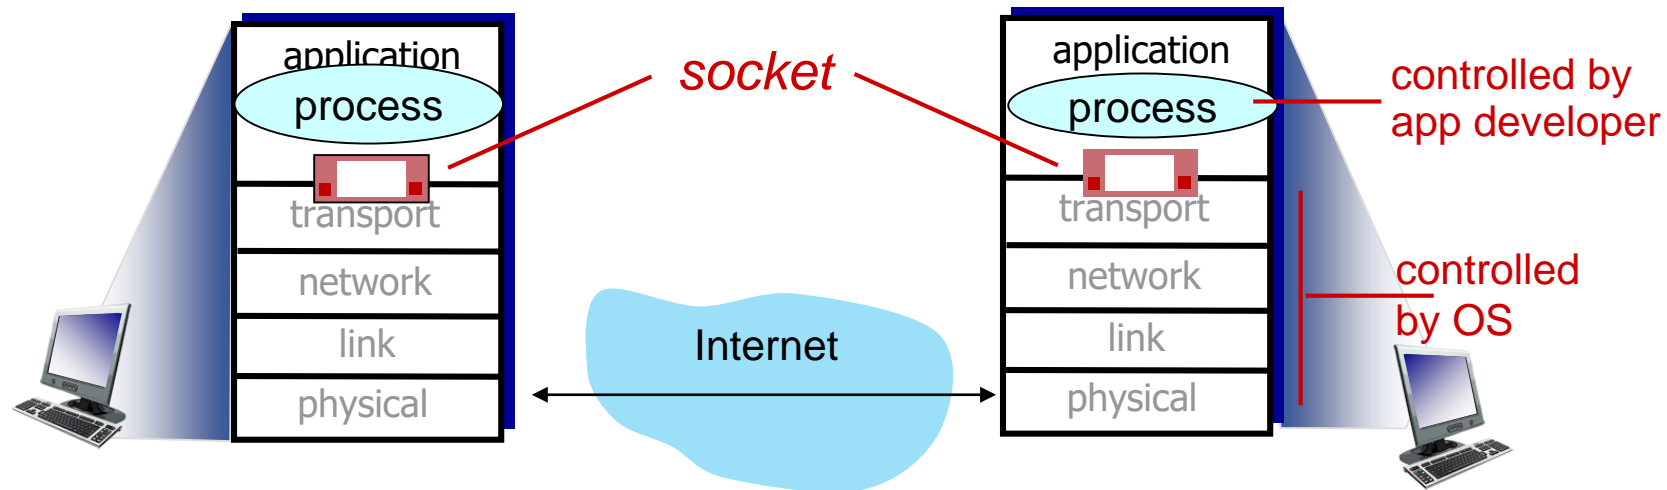 application
process
transport
network
link
physical
socket
Internet
application
process
transport
network
link
physical
controlled by
app developer
controlled
by OS